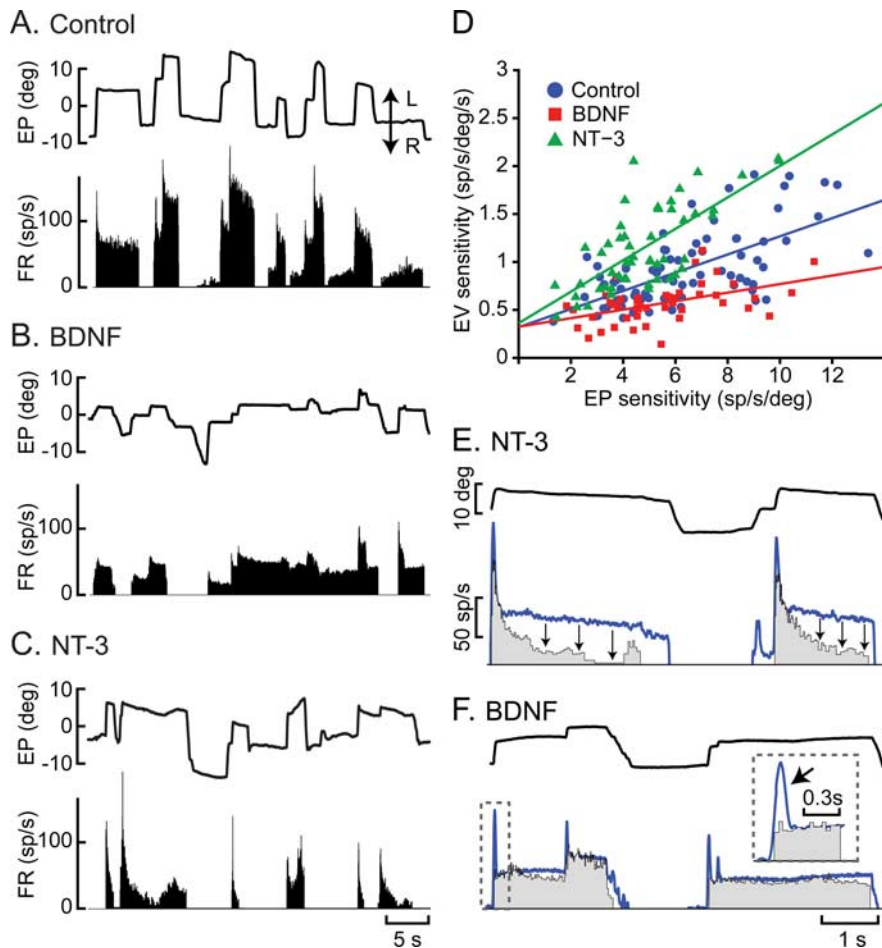 A. Control
EP (deg)
10
0
-10
L
R
FR (sp/s)
100
0
B. BDNF
EP (deg)
10
0
-10
FR (sp/s)
100
0
C. NT-3
EP (deg)
10
0
-10
FR (sp/s)
100
0
5 s
D
EV sensitivity (sp/s/deg/s)
3
2.5
2
1.5
1
0.5
0
Control
BDNF
NT−3
2 4 6 8 10 12
EP sensitivity (sp/s/deg)
E. NT-3
10 deg
50 sp/s
F. BDNF
0.3s
1 s